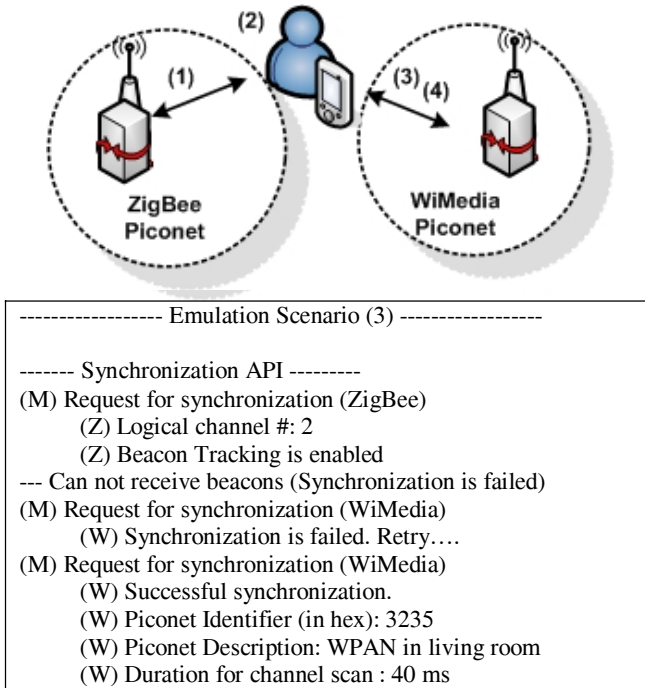 (2)
(1)
(3)
(4)
ZigBee
Piconet
WiMedia
Piconet
------------------ Emulation Scenario (3) ------------------
------- Synchronization API ---------
(M) Request for synchronization (ZigBee)
(Z) Logical channel #: 2
(Z) Beacon Tracking is enabled
--- Can not receive beacons (Synchronization is failed)
(M) Request for synchronization (WiMedia)
(W) Synchronization is failed. Retry….
(M) Request for synchronization (WiMedia)
(W) Successful synchronization.
(W) Piconet Identifier (in hex): 3235
(W) Piconet Description: WPAN in living room
(W) Duration for channel scan : 40 ms